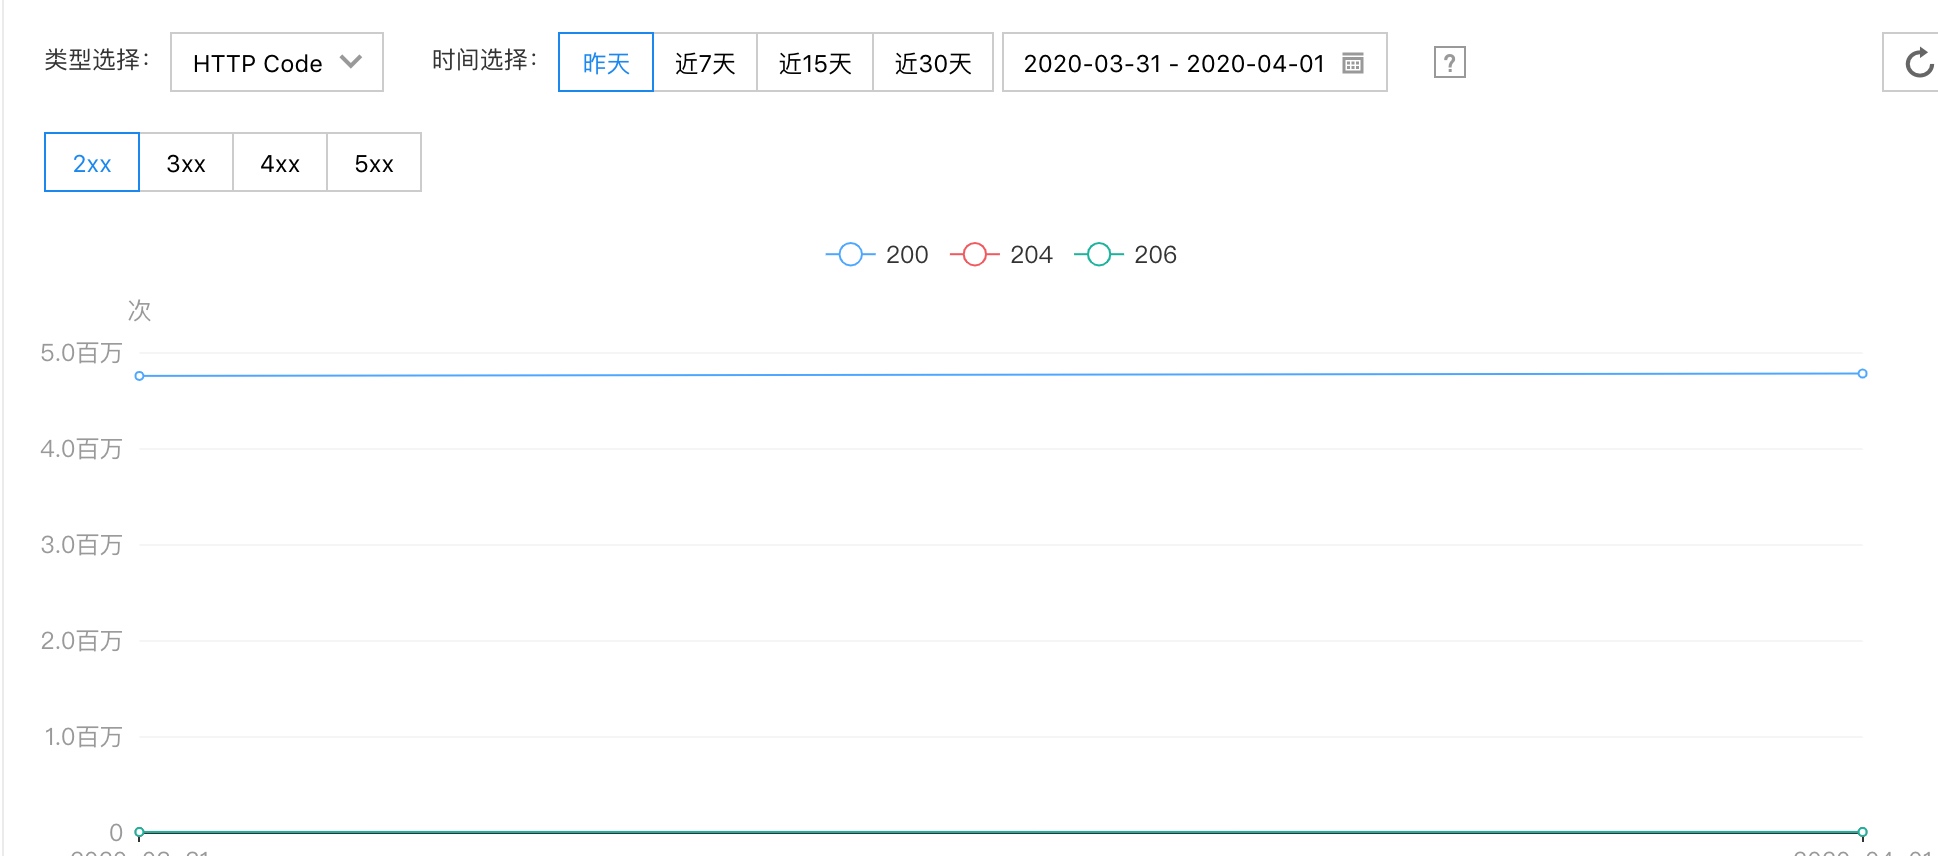 类型选择： HTTP Code 时间选择： 昨天 近7天 近15天 近30天 2020-03-31 - 2020-04-01 ?
2xx 3xx 4xx 5xx
200 204 206
次
5.0百万
4.0百万
3.0百万
2.0百万
1.0百万
0